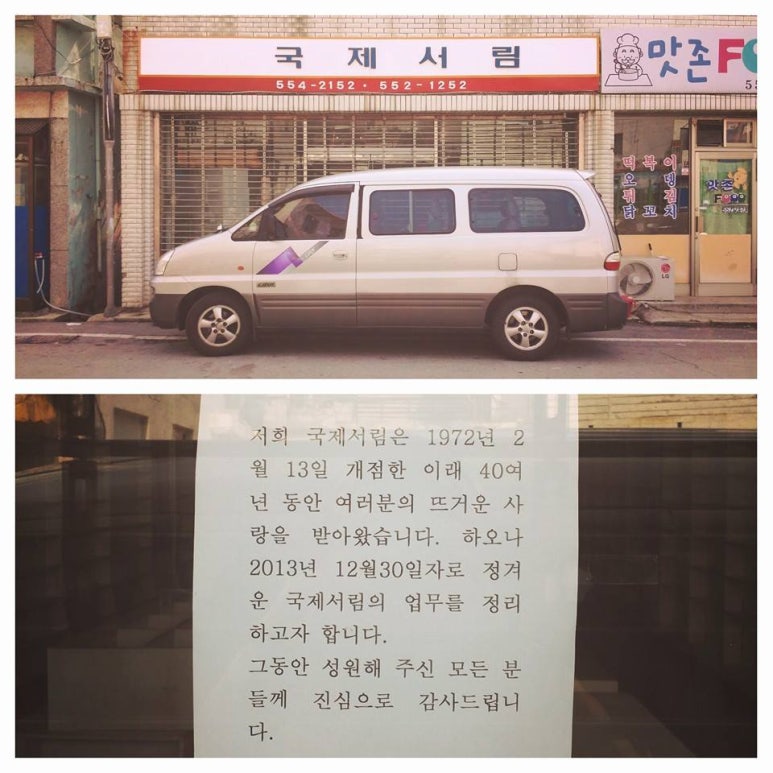 국제서림
554-2152 · 552-1252
맛존FO
55
떡볶이
오뎅
튀김
닭꼬치
맛존
LG
저희 국제서림은 1972년 2
월 13일 개점한 이래 40여
년 동안 여러분의 뜨거운 사
랑을 받아왔습니다. 하오나
2013년 12월30일자로 정겨
운 국제서림의 업무를 정리
하고자 합니다.
그동안 성원해 주신 모든 분
들께 진심으로 감사드립니
다.